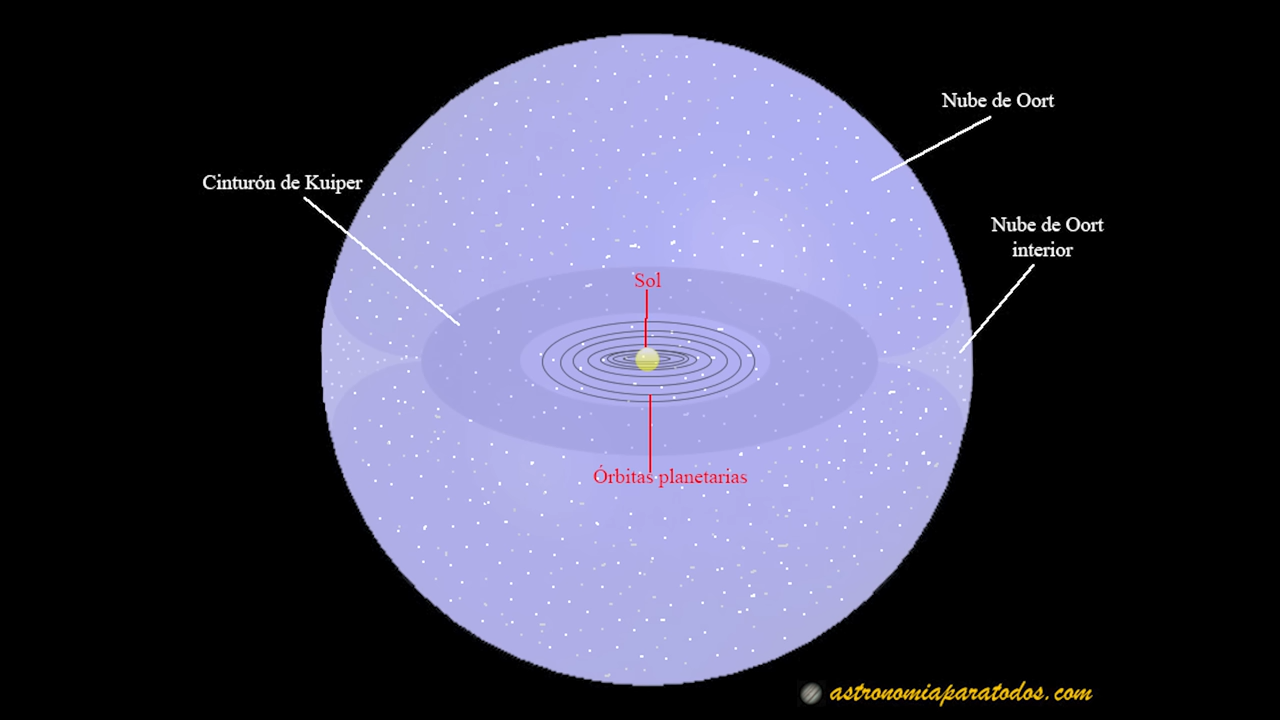 Nube de Oort
Cinturón de Kuiper
Nube de Oort
interior
Sol
Órbitas planetarias
astronomiaparatodos.com